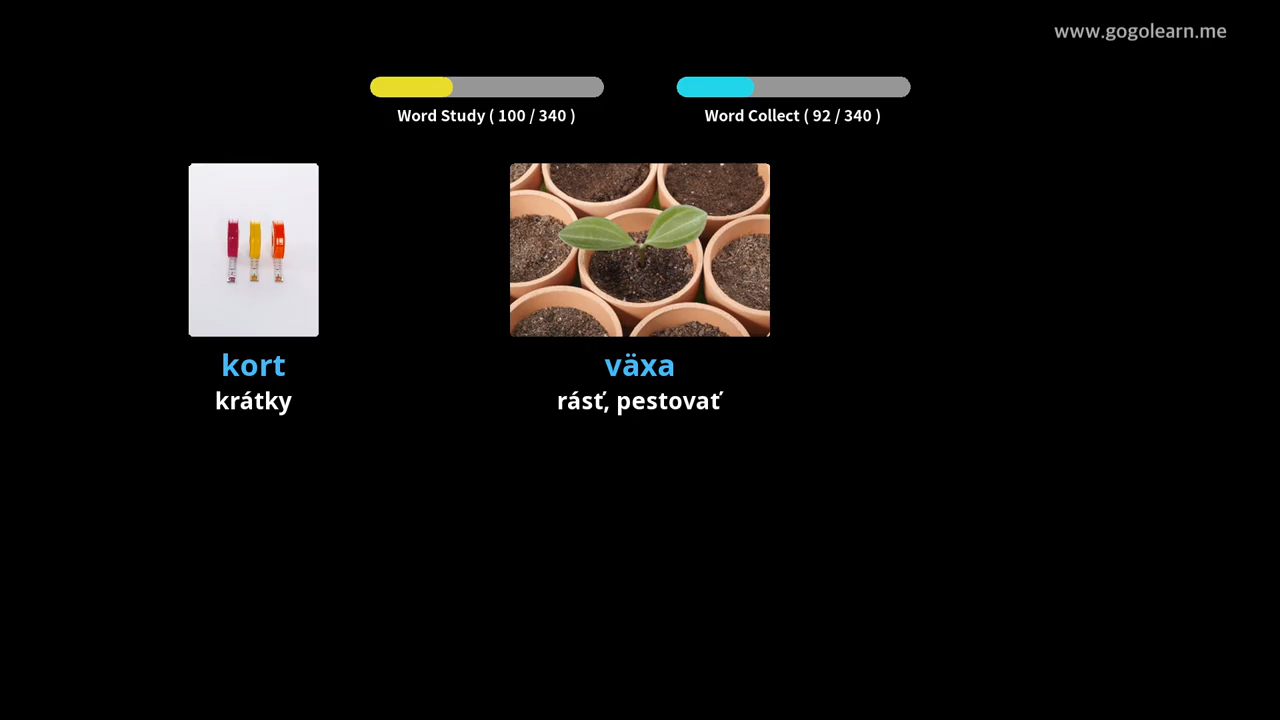 www.gogolearn.me
Word Study ( 100 / 340 )
Word Collect ( 92 / 340 )
kort
krátky
växa
rásť, pestovať